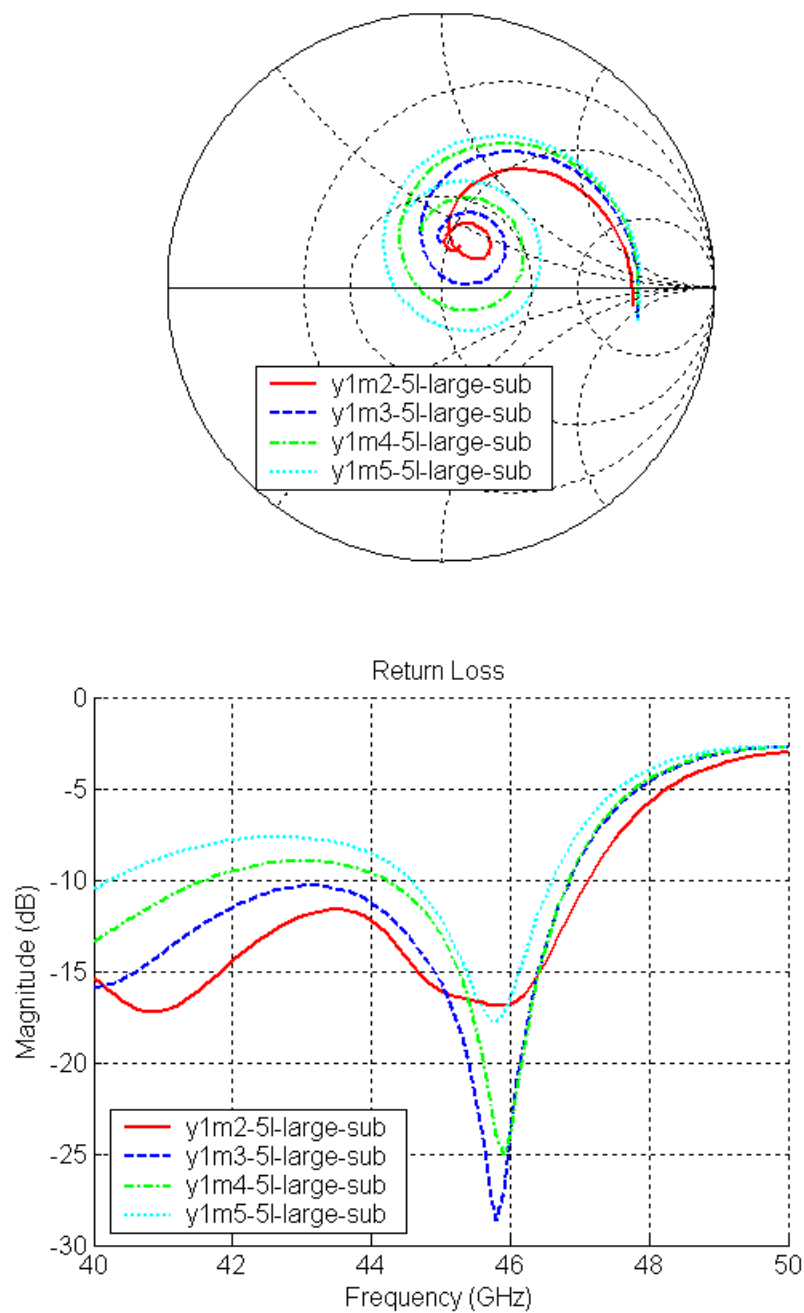 y1m2-5l-large-sub
y1m3-5l-large-sub
y1m4-5l-large-sub
y1m5-5l-large-sub
Return Loss
0
-5
-10
-15
-20
-25
-30
Magnitude (dB)
y1m2-5l-large-sub
y1m3-5l-large-sub
y1m4-5l-large-sub
y1m5-5l-large-sub
40 42 44 46 48 50
Frequency (GHz)